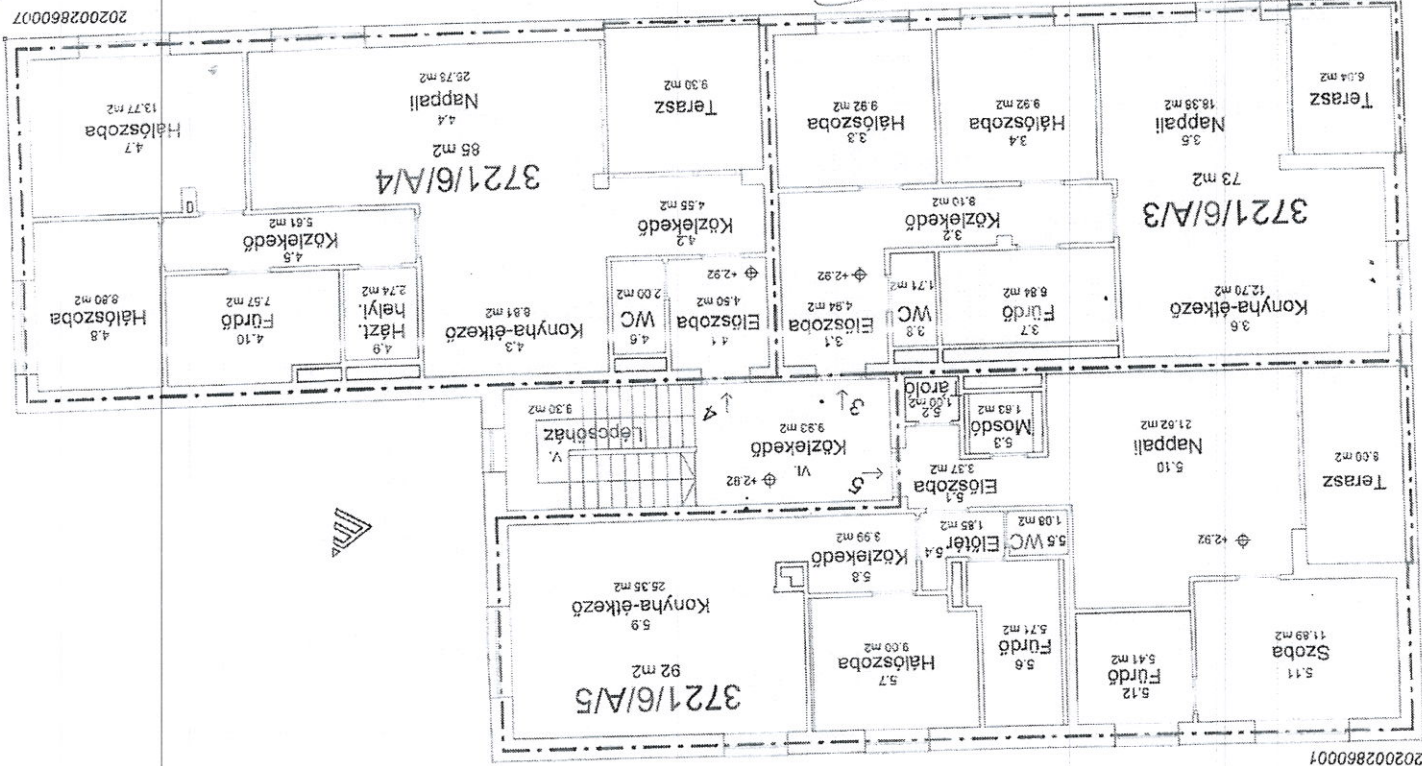 202002860001
5.11
Szoba
11.89 m2
5.12
Fürdő
5.41 m2
5.6
Fürdő
5.71 m2
5.7
Hálószoba
9.00 m2
3721/6/A/5
92 m2
5.9
Konyha-étkező
25.35 m2
Terasz
8.00 m2
+2.92
5.10
Nappali
21.62 m2
5.5 WC
1.08 m2
5.4
Előtér
1.85 m2
5.8
Közlekedő
3.99 m2
5.1
Előszoba
3.37 m2
5.3
Mosdó
1.63 m2
5.2
1.00 m2
Tároló
5
3
4
+2.92
VI.
Közlekedő
9.93 m2
V.
Lépcsőház
9.30 m2
3.6
Konyha-étkező
12.70 m2
3721/6/A/3
73 m2
3.5
Nappali
18.35 m2
Terasz
6.04 m2
3.7
Fürdő
6.84 m2
3.8
WC
1.71 m2
3.1
Előszoba
4.94 m2
+2.92
3.2
Közlekedő
8.10 m2
3.4
Hálószoba
9.92 m2
3.3
Hálószoba
9.92 m2
4.1
Előszoba
4.50 m2
+2.92
4.6
WC
2.00 m2
4.3
Konyha-étkező
8.81 m2
4.9
Házt.
helyi.
2.74 m2
4.10
Fürdő
7.57 m2
4.8
Hálószoba
8.80 m2
4.2
Közlekedő
4.55 m2
4.5
Közlekedő
5.61 m2
3721/6/A/4
85 m2
4.4
Nappali
26.73 m2
Terasz
9.30 m2
4.7
Hálószoba
13.77 m2
202002860007